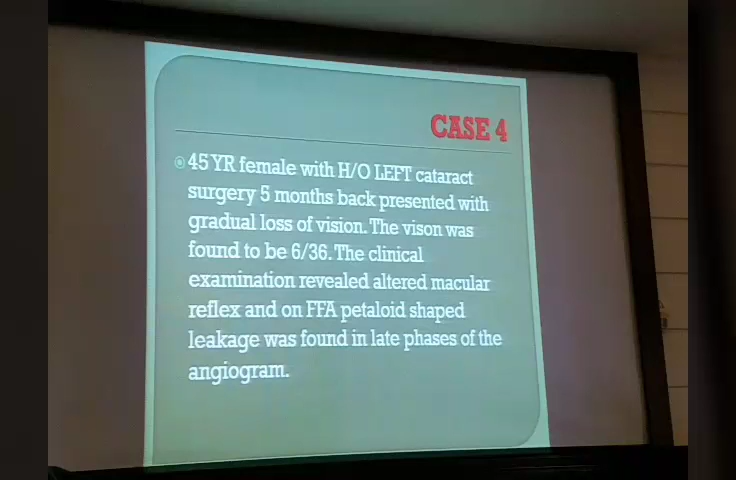 CASE 4
45 YR female with H/O LEFT cataract
surgery 5 months back presented with
gradual loss of vision. The vison was
found to be 6/36. The clinical
examination revealed altered macular
reflex and on FFA petaloid shaped
leakage was found in late phases of the
angiogram.